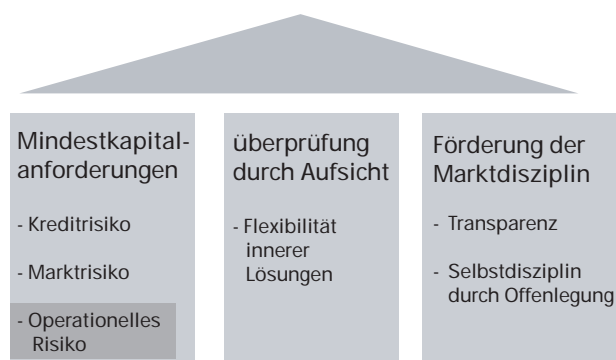 Mindestkapital-
anforderungen
- Kreditrisiko
- Marktrisiko
- Operationelles
Risiko
überprüfung
durch Aufsicht
- Flexibilität
innerer
Lösungen
Förderung der
Marktdisziplin
- Transparenz
- Selbstdisziplin
durch Offenlegung